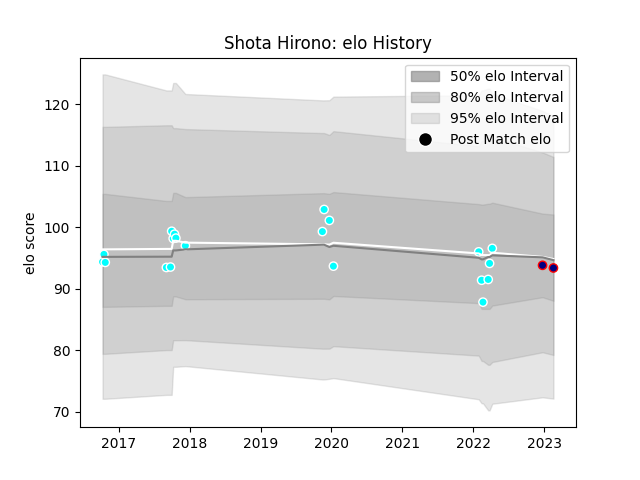 Shota Hirono: elo History
50% elo Interval
80% elo Interval
95% elo Interval
Post Match elo
elo score
120
110
100
90
80
70
2017 2018 2019 2020 2021 2022 2023